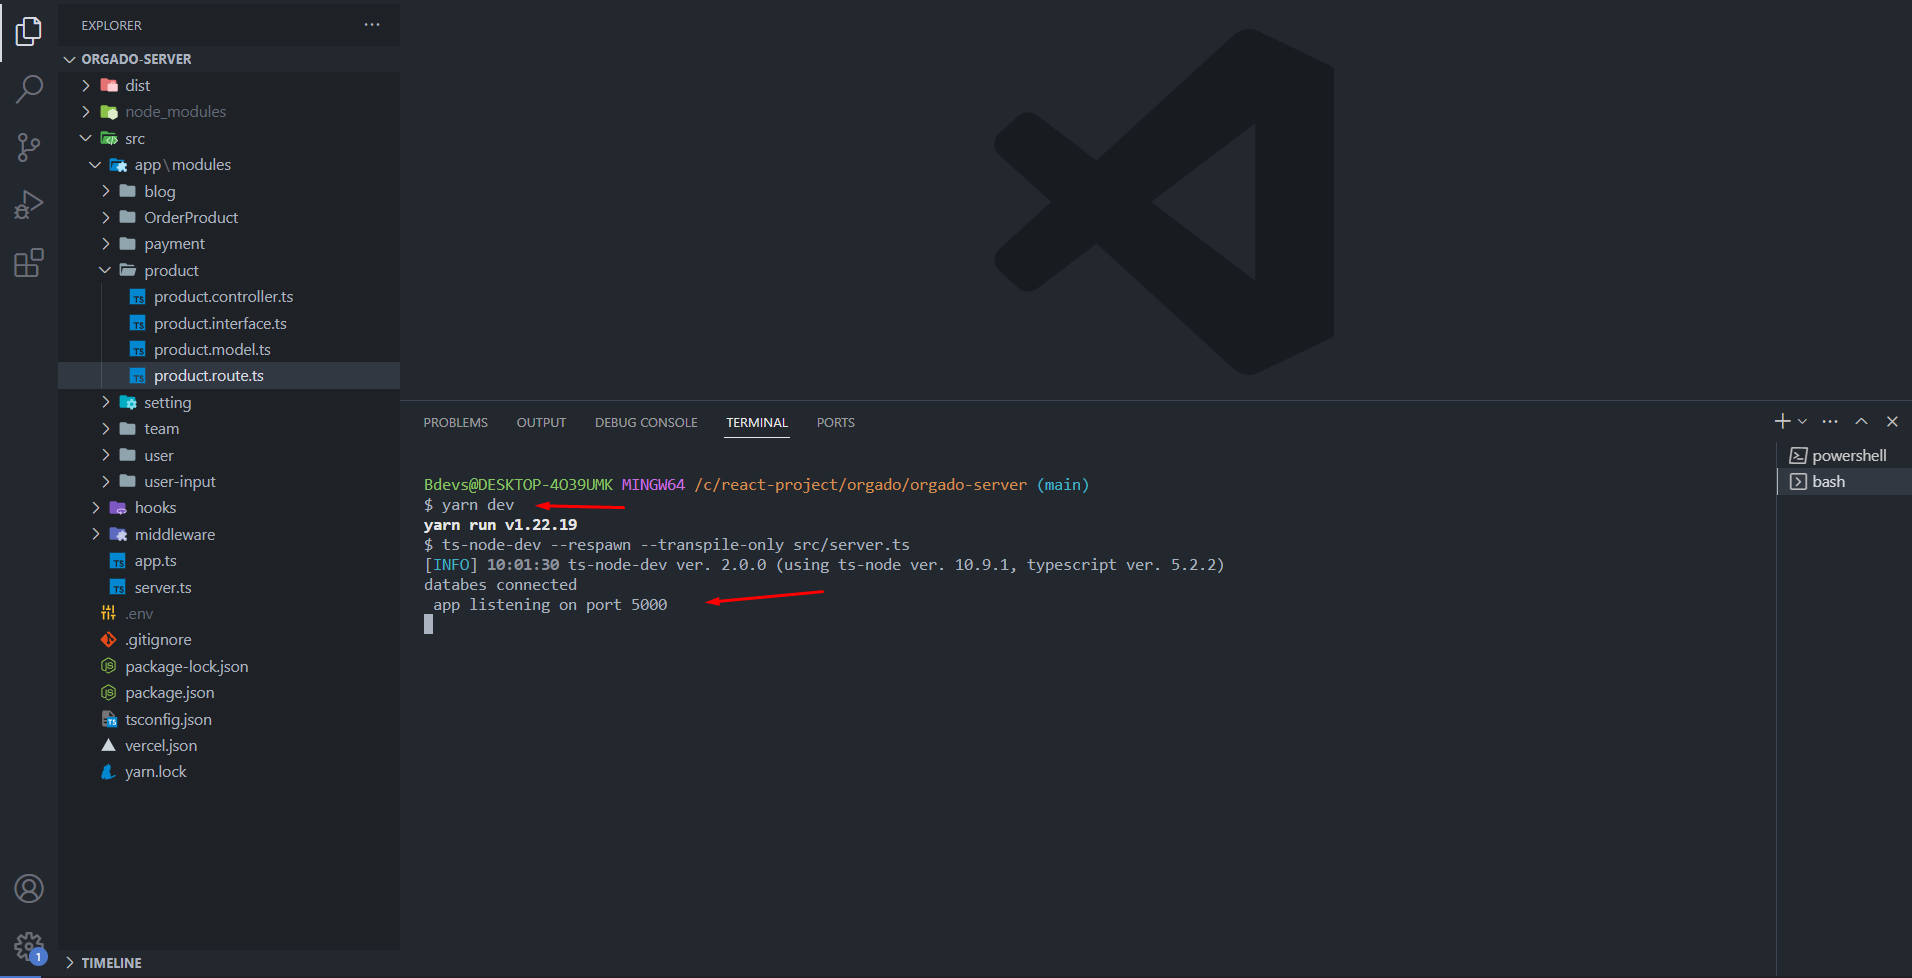 EXPLORER
ORGADO-SERVER
dist
node_modules
src
app\modules
blog
OrderProduct
payment
product
product.controller.ts
product.interface.ts
product.model.ts
product.route.ts
setting
team
user
user-input
hooks
middleware
app.ts
server.ts
.env
.gitignore
package-lock.json
package.json
tsconfig.json
vercel.json
yarn.lock
TIMELINE
1
PROBLEMS OUTPUT DEBUG CONSOLE TERMINAL PORTS
Bdevs@DESKTOP-4O39UMK MINGW64 /c/react-project/orgado/orgado-server (main)
$ yarn dev
yarn run v1.22.19
$ ts-node-dev --respawn --transpile-only src/server.ts
[INFO] 10:01:30 ts-node-dev ver. 2.0.0 (using ts-node ver. 10.9.1, typescript ver. 5.2.2)
databes connected
app listening on port 5000
powershell
bash